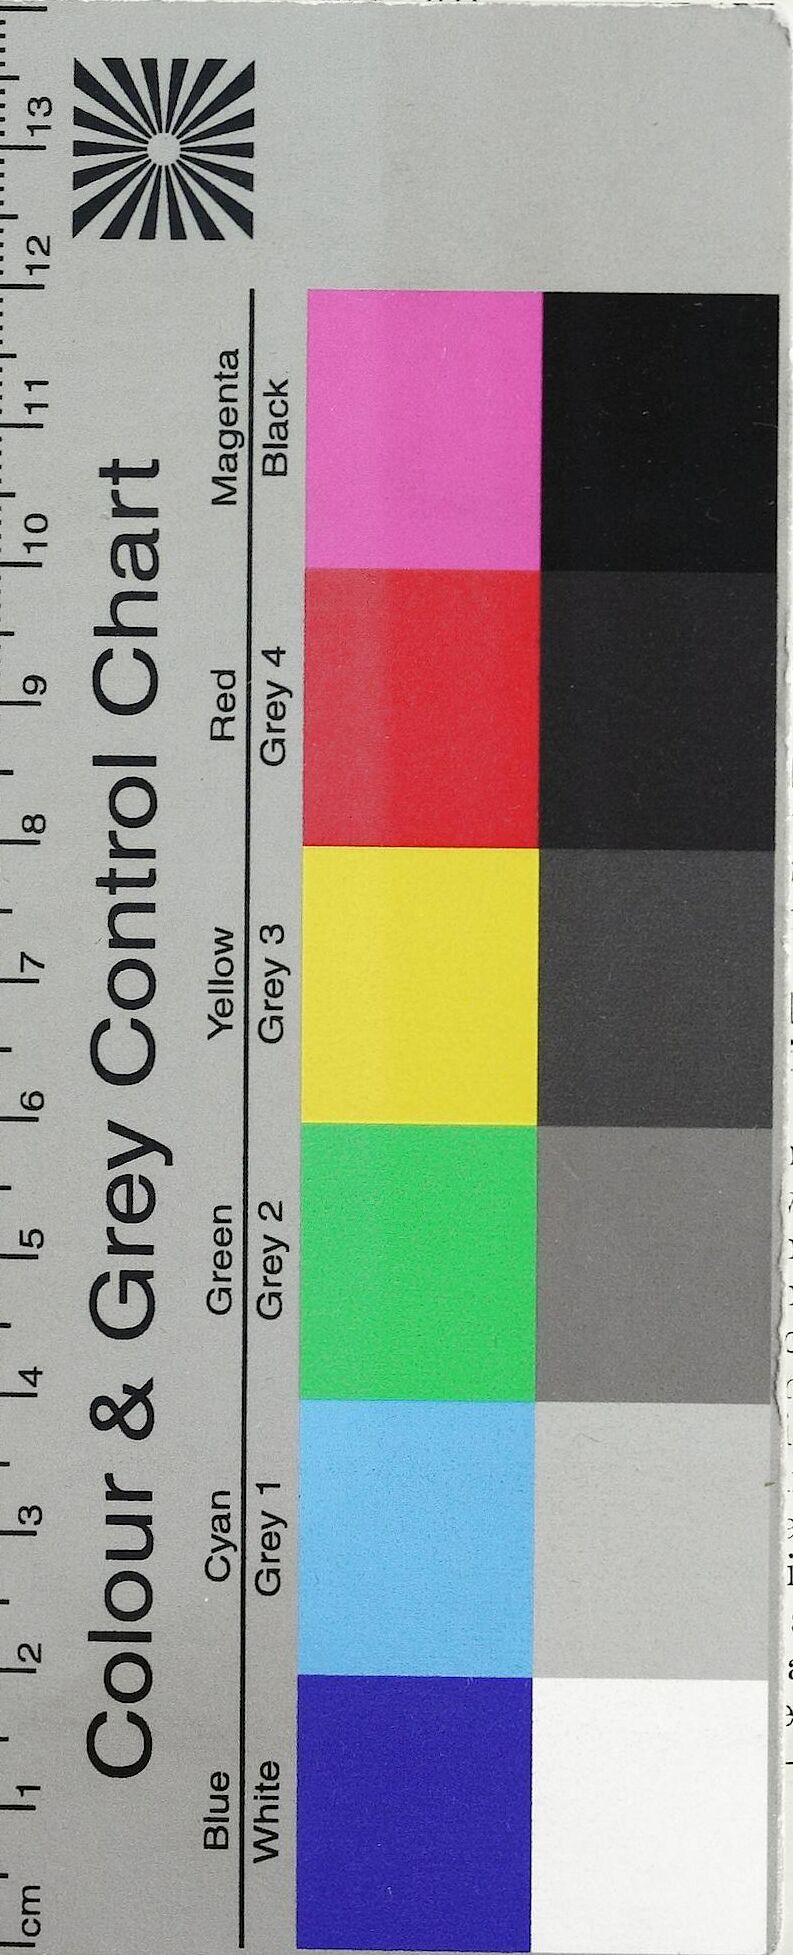 cm 1 2 3 4 5 6 7 8 9 10 11 12 13
Colour & Grey Control Chart
Blue Cyan Green Yellow Red Magenta
White Grey 1 Grey 2 Grey 3 Grey 4 Black